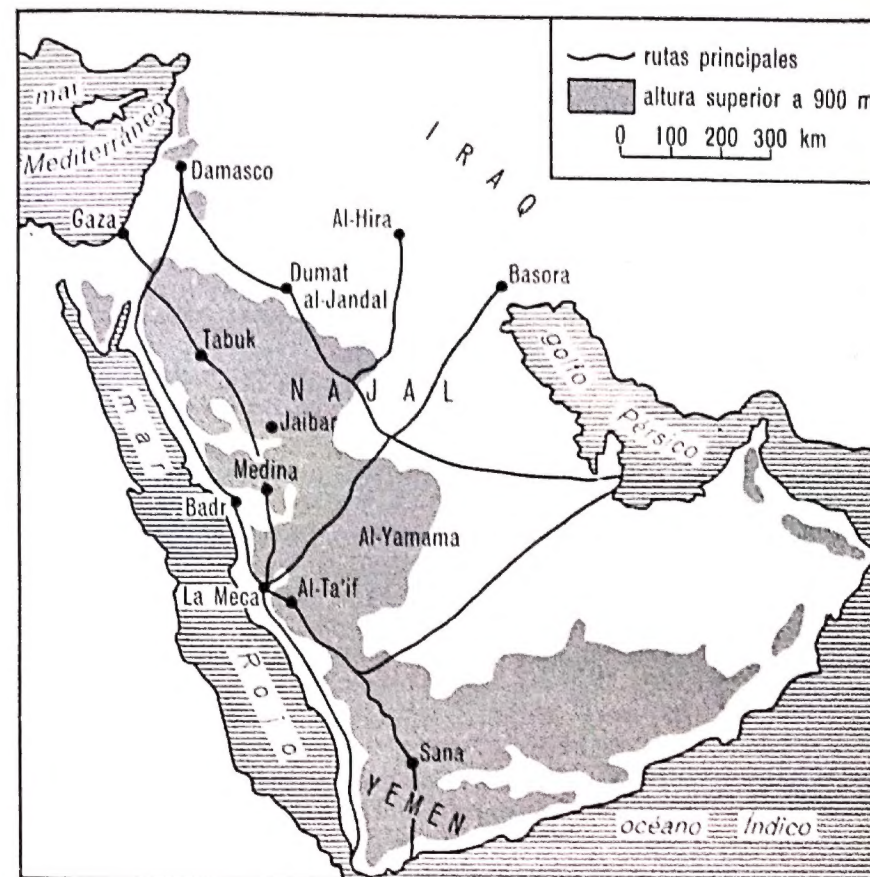 rutas principales
altura superior a 900 m
0 100 200 300 km
mar
Mediterráneo
IRAQ
Damasco
Gaza
Al-Hira
Dumat
al-Jandal
Basora
Tabuk
NAJAL
golfo
Pérsico
Jaibar
mar
Medina
Badr
Al-Yamama
La Meca
Al-Ta'if
Rojo
Sana
YEMEN
océano Índico